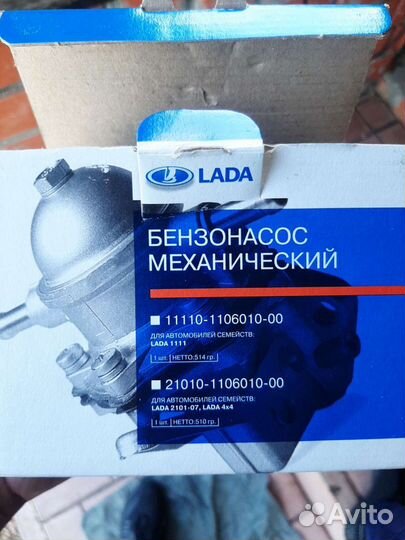 LADA
БЕНЗОНАСОС
МЕХАНИЧЕСКИЙ
11110-1106010-00
ДЛЯ АВТОМОБИЛЕЙ СЕМЕЙСТВ:
LADA 1111
1 шт. НЕТТО:514 гр.
21010-1106010-00
ДЛЯ АВТОМОБИЛЕЙ СЕМЕЙСТВ:
LADA 2101-07, LADA 4x4
1 шт. НЕТТО:510 гр.
Avito